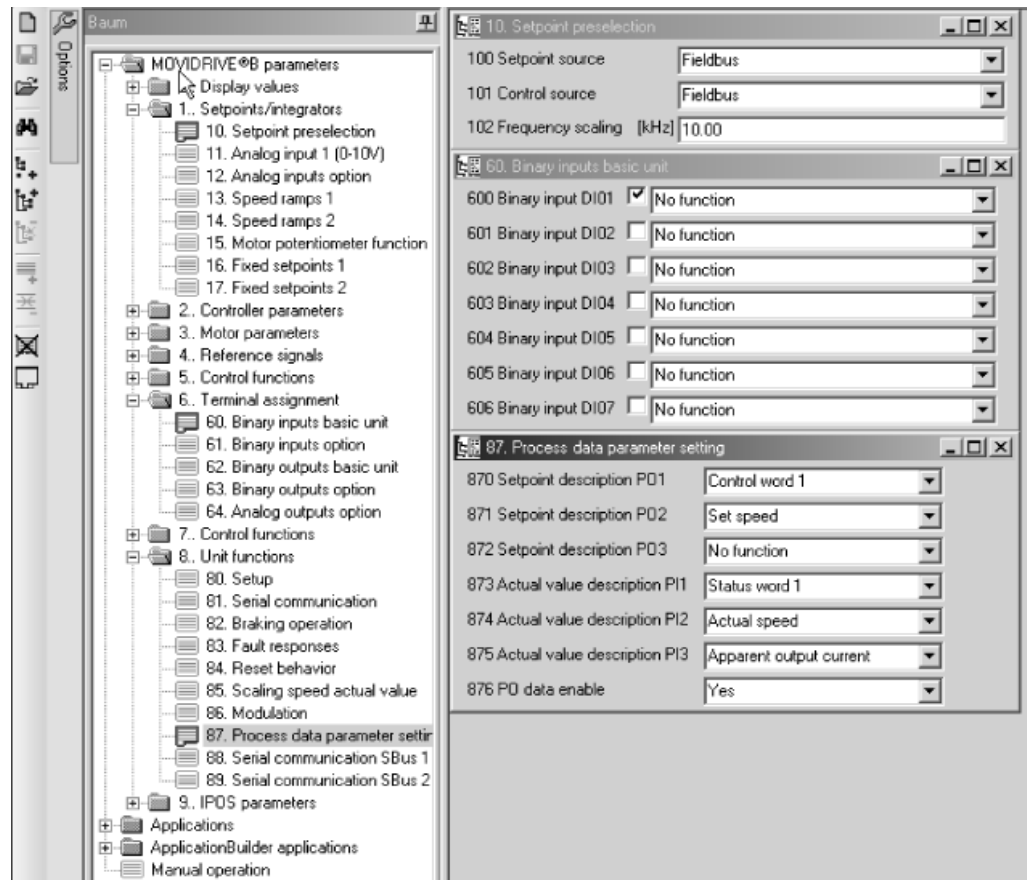 Options
Baum
MOVIDRIVE®B parameters
Display values
1.. Setpoints/integrators
10. Setpoint preselection
11. Analog input 1 (0-10V)
12. Analog inputs option
13. Speed ramps 1
14. Speed ramps 2
15. Motor potentiometer function
16. Fixed setpoints 1
17. Fixed setpoints 2
2.. Controller parameters
3.. Motor parameters
4.. Reference signals
5.. Control functions
6.. Terminal assignment
60. Binary inputs basic unit
61. Binary inputs option
62. Binary outputs basic unit
63. Binary outputs option
64. Analog outputs option
7.. Control functions
8.. Unit functions
80. Setup
81. Serial communication
82. Braking operation
83. Fault responses
84. Reset behavior
85. Scaling speed actual value
86. Modulation
87. Process data parameter settin
88. Serial communication SBus 1
89. Serial communication SBus 2
9.. IPOS parameters
Applications
ApplicationBuilder applications
Manual operation
10. Setpoint preselection
100 Setpoint source Fieldbus
101 Control source Fieldbus
102 Frequency scaling [kHz] 10.00
60. Binary inputs basic unit
600 Binary input DI01 No function
601 Binary input DI02 No function
602 Binary input DI03 No function
603 Binary input DI04 No function
604 Binary input DI05 No function
605 Binary input DI06 No function
606 Binary input DI07 No function
87. Process data parameter setting
870 Setpoint description PO1 Control word 1
871 Setpoint description PO2 Set speed
872 Setpoint description PO3 No function
873 Actual value description PI1 Status word 1
874 Actual value description PI2 Actual speed
875 Actual value description PI3 Apparent output current
876 PO data enable Yes